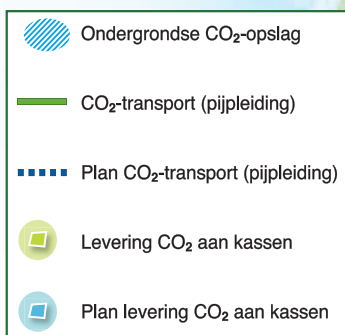 Ondergrondse CO₂-opslag
CO₂-transport (pijpleiding)
Plan CO₂-transport (pijpleiding)
Levering CO₂ aan kassen
Plan levering CO₂ aan kassen